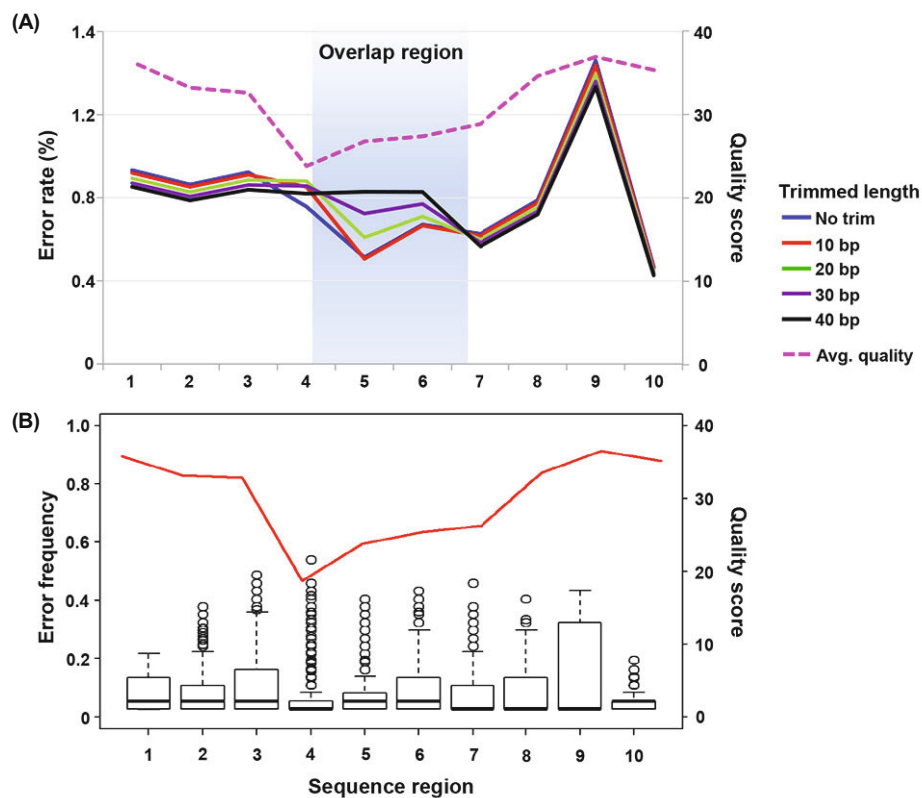 (A)
1.4
1.2
0.8
0.4
0
Error rate (%)
Overlap region
40
30
20
10
0
Quality score
1 2 3 4 5 6 7 8 9 10
Trimmed length
No trim
10 bp
20 bp
30 bp
40 bp
Avg. quality
(B)
1.0
0.8
0.6
0.4
0.2
0
Error frequency
40
30
20
10
0
Quality score
1 2 3 4 5 6 7 8 9 10
Sequence region